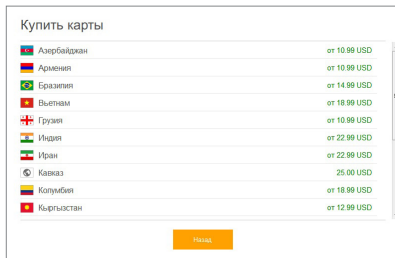 Купить карты
Азербайджан от 10.99 USD
Армения от 10.99 USD
Бразилия от 14.99 USD
Вьетнам от 18.99 USD
Грузия от 10.99 USD
Индия от 22.99 USD
Иран от 22.99 USD
Кавказ 25.00 USD
Колумбия от 18.99 USD
Кыргызстан от 12.99 USD
Назад